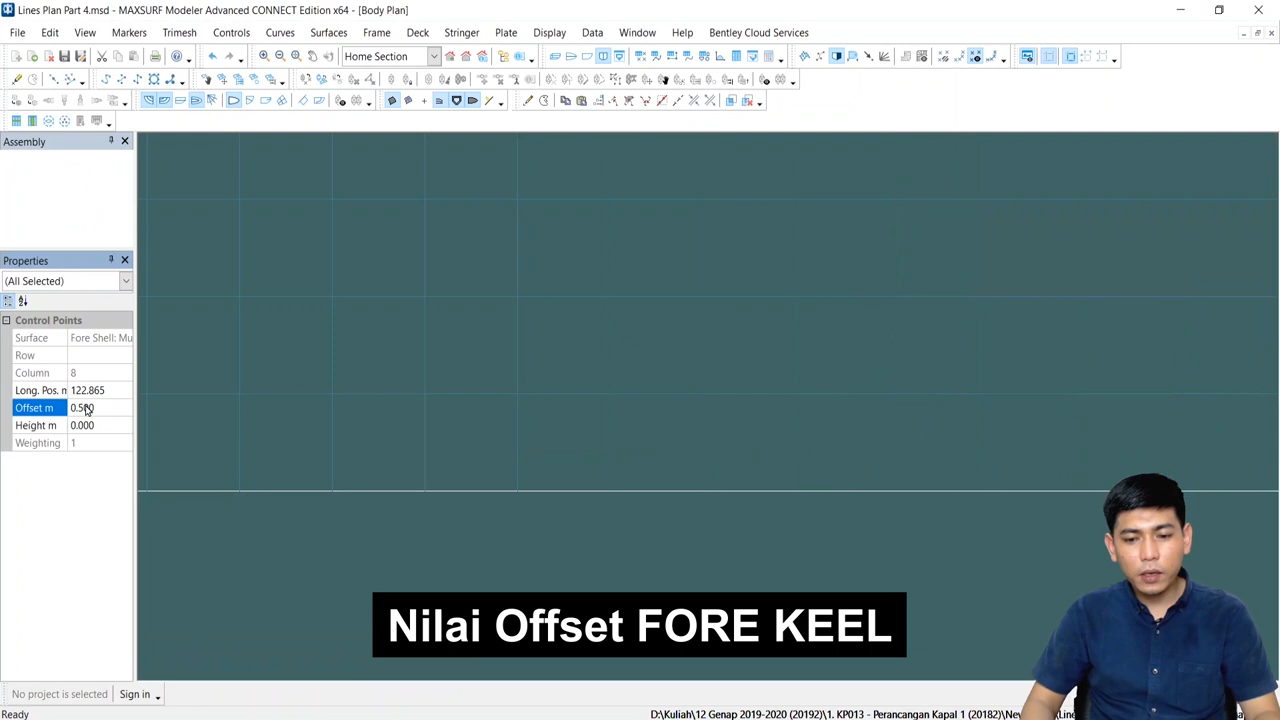 Lines Plan Part 4.msd - MAXSURF Modeler Advanced CONNECT Edition x64 - [Body Plan]
File Edit View Markers Trimesh Controls Curves Surfaces Frame Deck Stringer Plate Display Data Window Help Bentley Cloud Services
Home Section
Assembly
Properties
(All Selected)
Control Points
Surface Fore Shell: Mu
Row
Column 8
Long. Pos. m 122.865
Offset m 0.500
Height m 0.000
Weighting 1
Nilai Offset FORE KEEL
No project is selected Sign in
Ready D:\Kuliah\12 Genap 2019-2020 (20192)\1. KP013 - Perancangan Kapal 1 (20182)\New\Lines